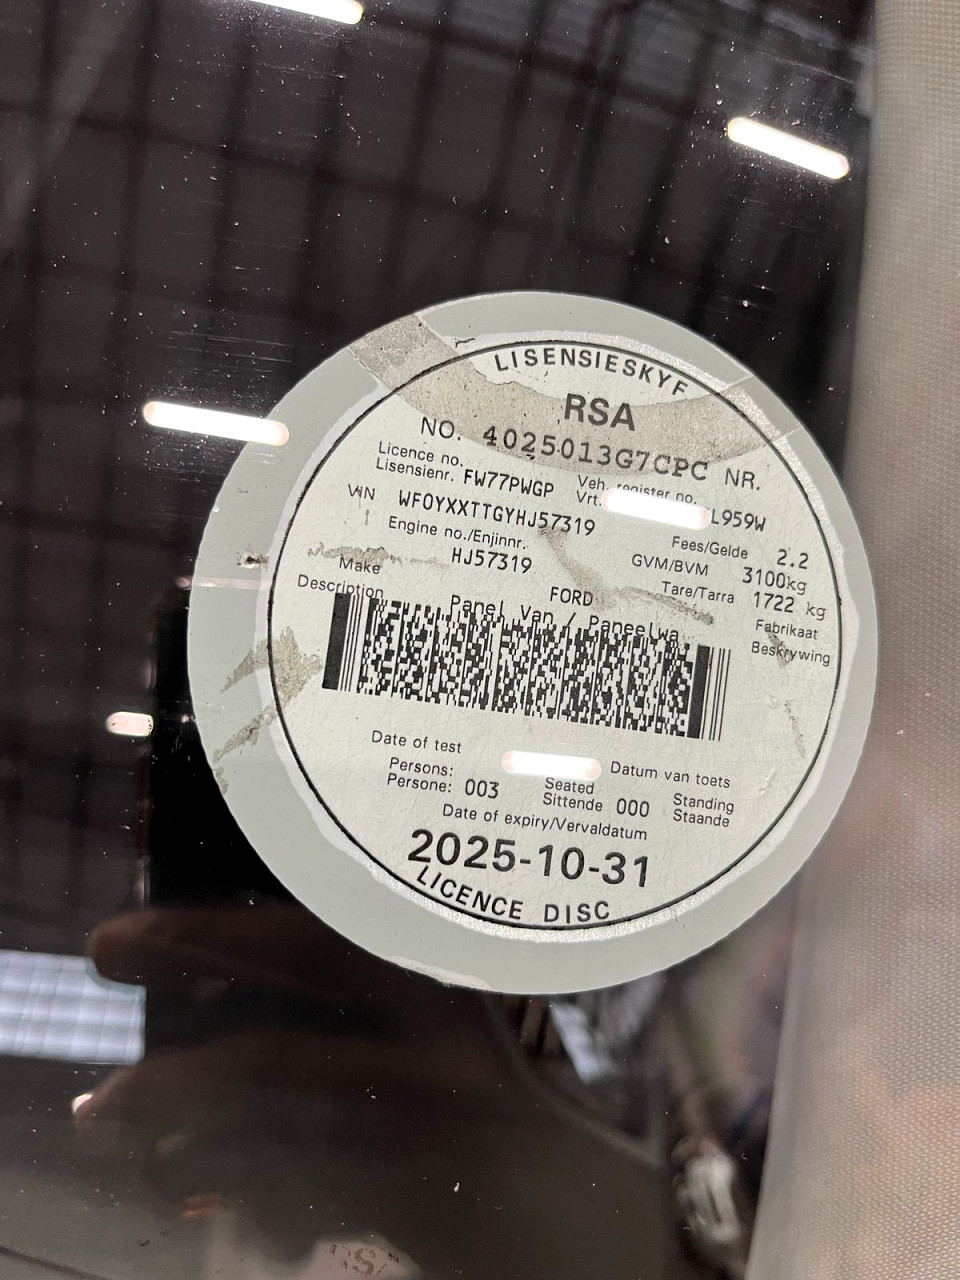 LISENSIESKYF
RSA
NO. 4025013G7CPC NR.
Licence no. Veh. register no.
Lisensienr. FW77PWGP Vrt. L959W
VIN WF0YXXTTGYHJ57319 Fees/Gelde 2.2
Engine no./Enjinnr. GVM/BVM 3100kg
HJ57319 Tare/Tarra 1722 kg
Make FORD Fabrikaat
Description Panel Van / Paneelwa Beskrywing
Date of test Datum van toets
Persons: Seated Standing
Persone: 003 Sittende 000 Staande
Date of expiry/Vervaldatum
2025-10-31
LICENCE DISC